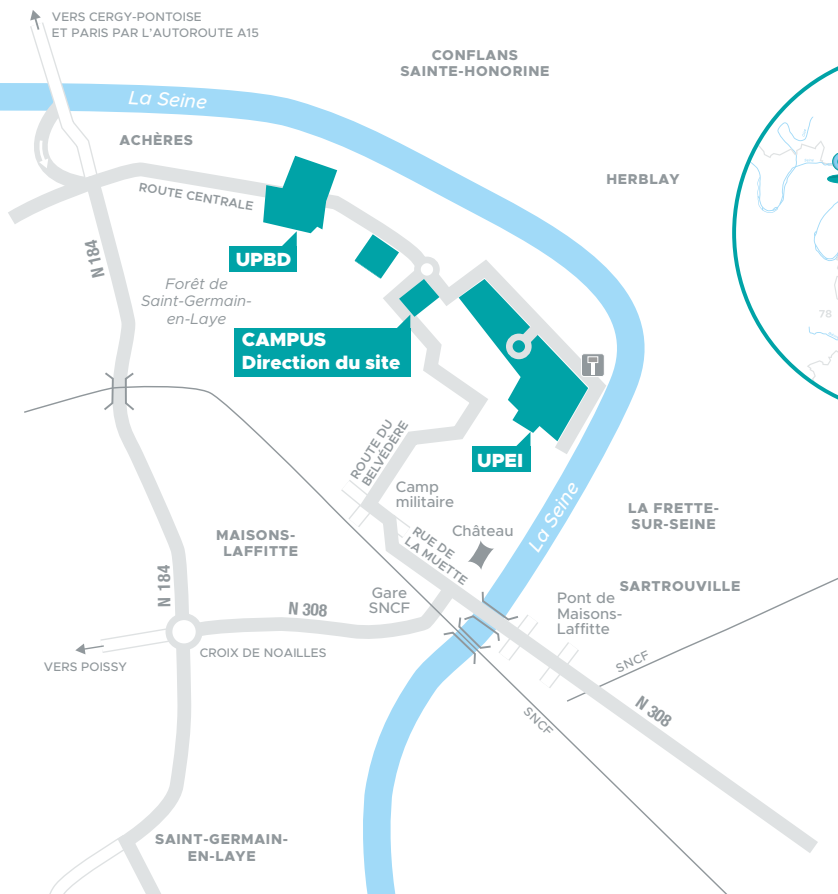 VERS CERGY-PONTOISE
ET PARIS PAR L'AUTOROUTE A15
CONFLANS
SAINTE-HONORINE
La Seine
ACHÈRES
HERBLAY
ROUTE CENTRALE
UPBD
N 184
Forêt de
Saint-Germain-
en-Laye
78
CAMPUS
Direction du site
UPEI
ROUTE DU
BELVÉDÈRE
Camp
militaire
La Seine
LA FRETTE-
SUR-SEINE
MAISONS-
LAFFITTE
RUE DE
LA MUETTE
Château
SARTROUVILLE
N 184
Gare
SNCF
Pont de
Maisons-
Laffitte
N 308
CROIX DE NOAILLES
VERS POISSY
SNCF
SNCF
N 308
SAINT-GERMAIN-
EN-LAYE